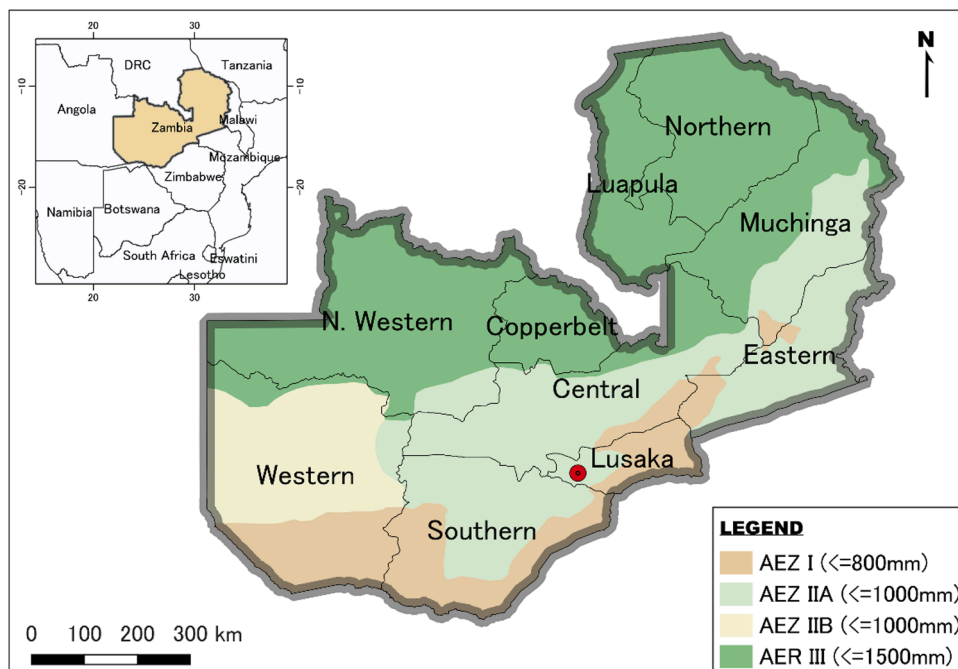 20 30
DRC
Tanzania
-10
Angola
Zambia
Malawi
Mozambique
Zimbabwe
-20
Namibia
Botswana
South Africa
Eswatini
Lesotho
20 30
N
Northern
Luapula
Muchinga
N. Western
Copperbelt
Eastern
Central
Lusaka
Western
Southern
LEGEND
AEZ I (<=800mm)
AEZ IIA (<=1000mm)
AEZ IIB (<=1000mm)
AER III (<=1500mm)
0 100 200 300 km